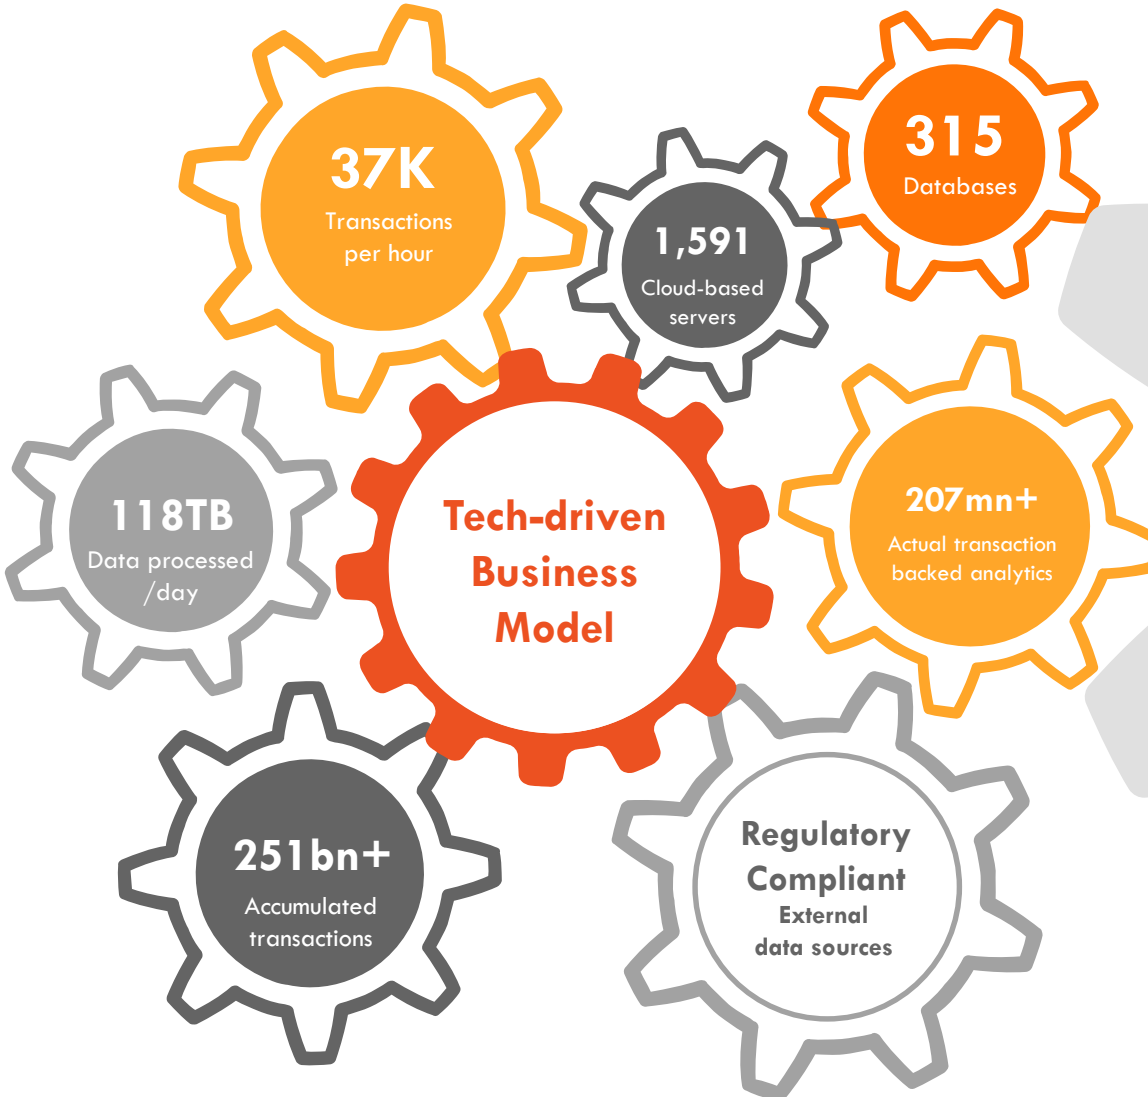 37K
Transactions
per hour
315
Databases
1,591
Cloud-based
servers
118TB
Data processed
/day
Tech-driven
Business
Model
207mn+
Actual transaction
backed analytics
251bn+
Accumulated
transactions
Regulatory
Compliant
External
data sources